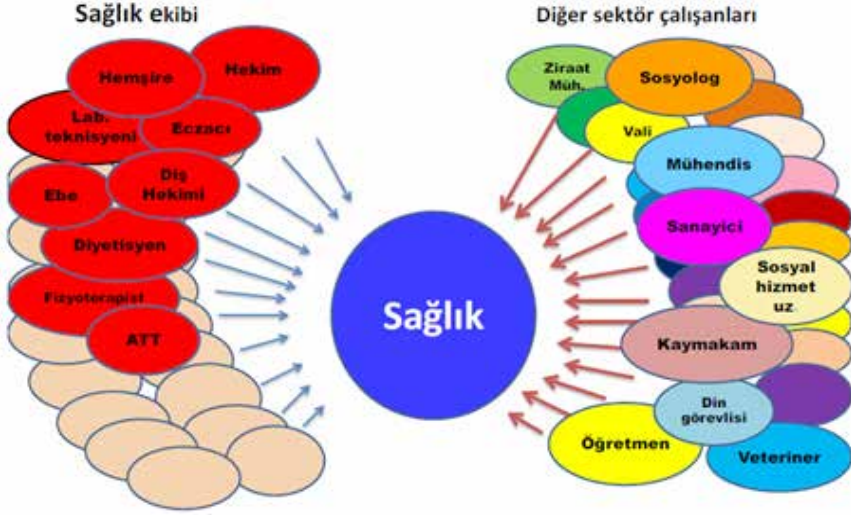 Sağlık ekibi
Hemşire
Hekim
Lab.
teknisyeni
Eczacı
Ebe
Diş
Hekimi
Diyetisyen
Fizyoterapist
ATT
Sağlık
Diğer sektör çalışanları
Ziraat
Müh.
Sosyolog
Vali
Mühendis
Sanayici
Sosyal
hizmet
uz
Kaymakam
Din
görevlisi
Öğretmen
Veteriner